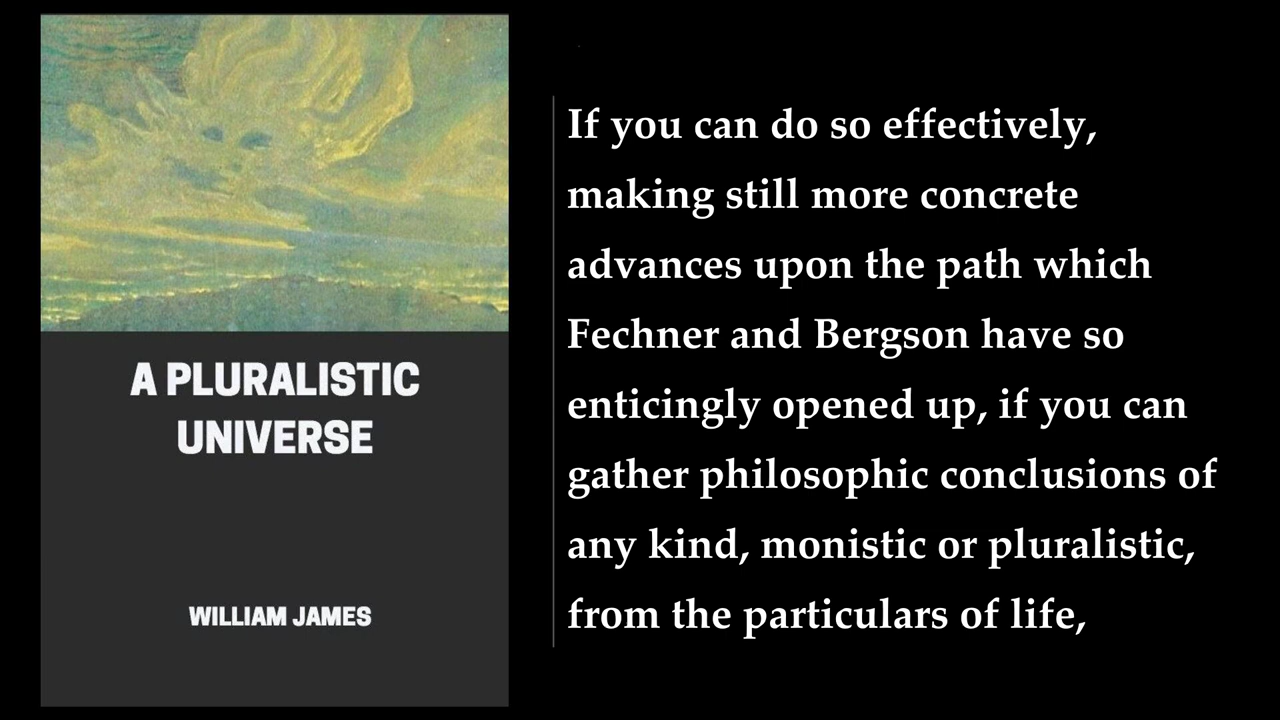 A PLURALISTIC
UNIVERSE
WILLIAM JAMES
If you can do so effectively,
making still more concrete
advances upon the path which
Fechner and Bergson have so
enticingly opened up, if you can
gather philosophic conclusions of
any kind, monistic or pluralistic,
from the particulars of life,